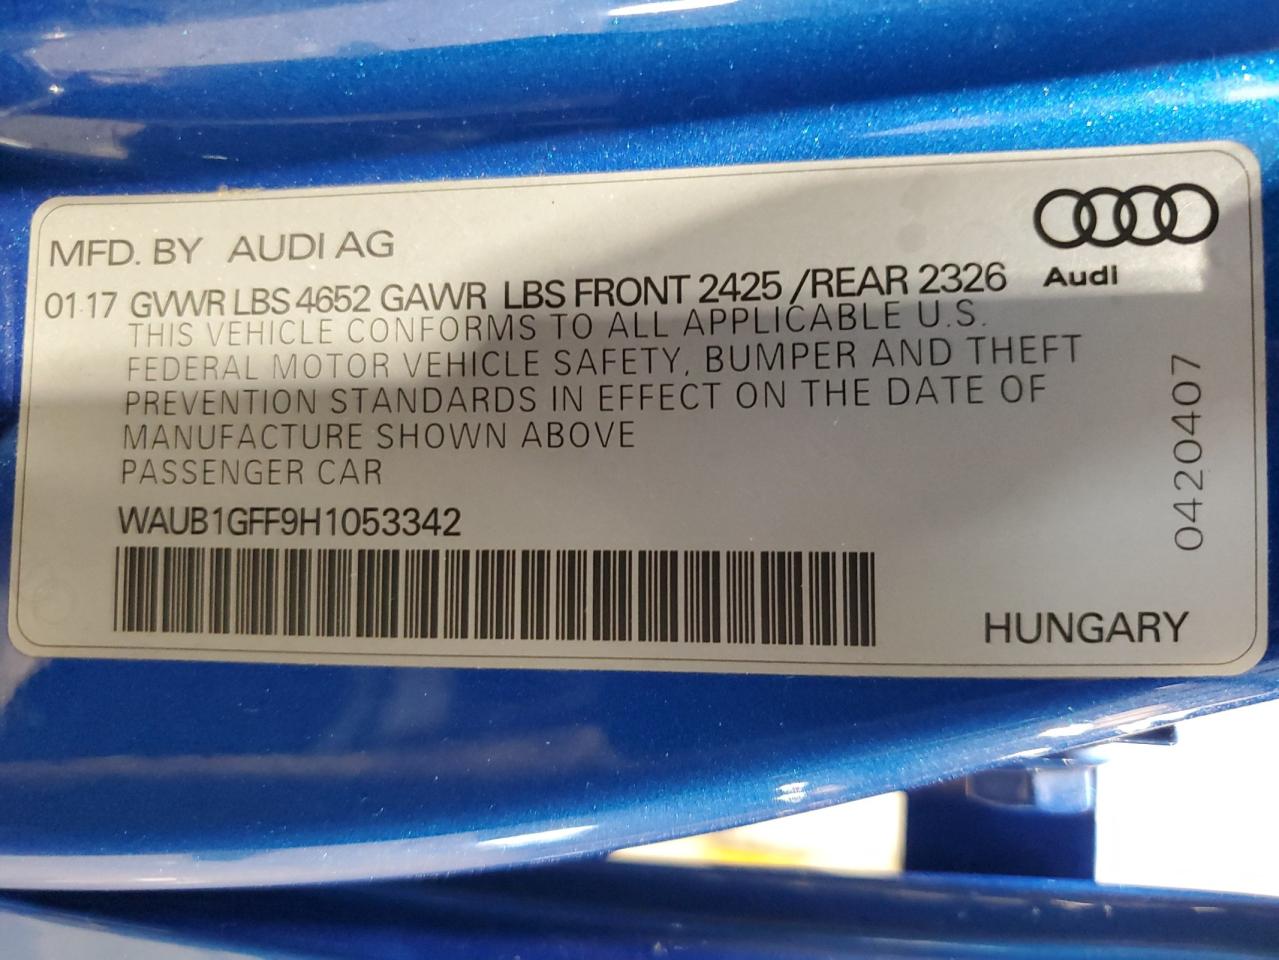 MFD. BY AUDI AG
Audi
01.17 GVWR LBS 4652 GAWR LBS FRONT 2425 /REAR 2326
THIS VEHICLE CONFORMS TO ALL APPLICABLE U.S.
FEDERAL MOTOR VEHICLE SAFETY, BUMPER AND THEFT
PREVENTION STANDARDS IN EFFECT ON THE DATE OF
MANUFACTURE SHOWN ABOVE
PASSENGER CAR
WAUB1GFF9H1053342
HUNGARY
0420407